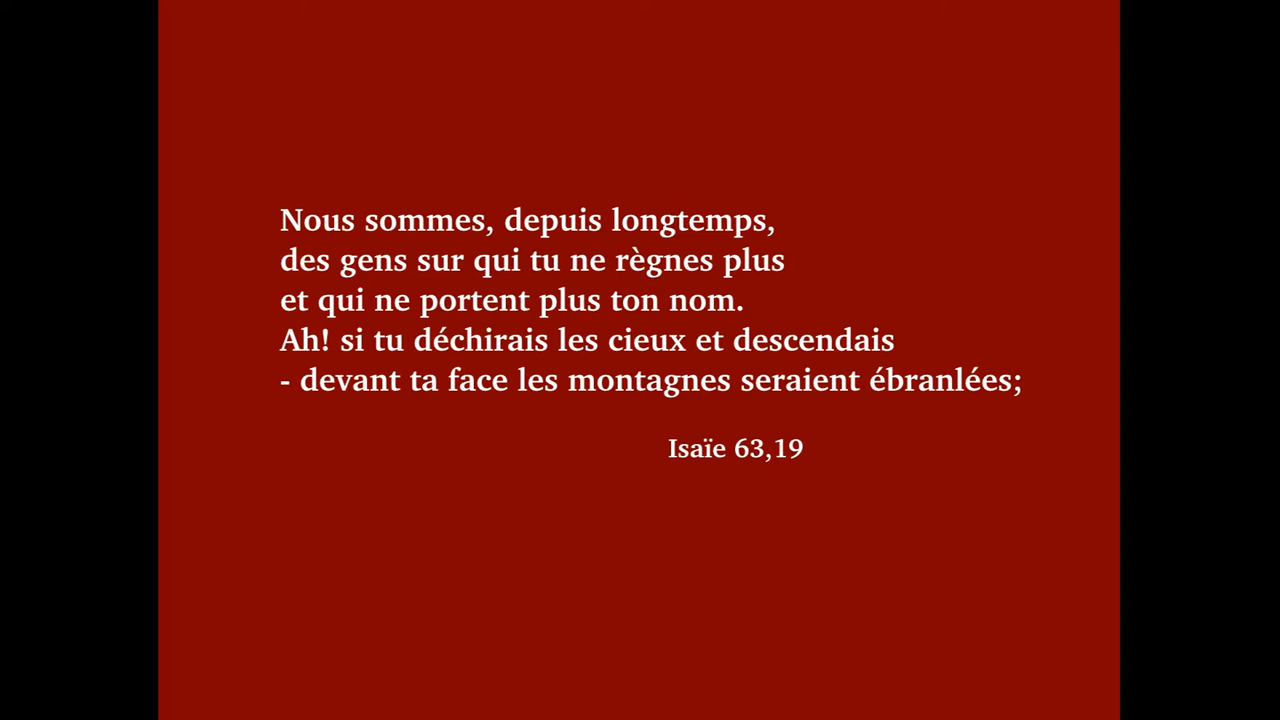 Nous sommes, depuis longtemps,
des gens sur qui tu ne règnes plus
et qui ne portent plus ton nom.
Ah! si tu déchirais les cieux et descendais
- devant ta face les montagnes seraient ébranlées;
Isaïe 63,19